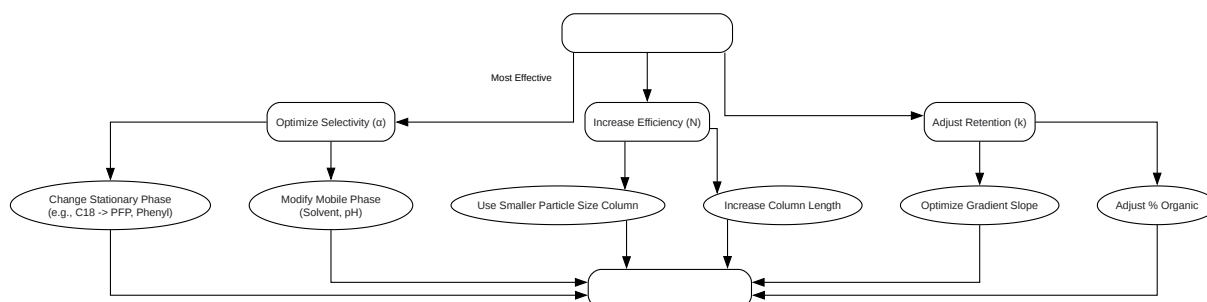 Most Effective
Optimize Selectivity (α)
Increase Efficiency (N)
Adjust Retention (k)
Change Stationary Phase
(e.g., C18 -> PFP, Phenyl)
Modify Mobile Phase
(Solvent, pH)
Use Smaller Particle Size Column
Increase Column Length
Optimize Gradient Slope
Adjust % Organic